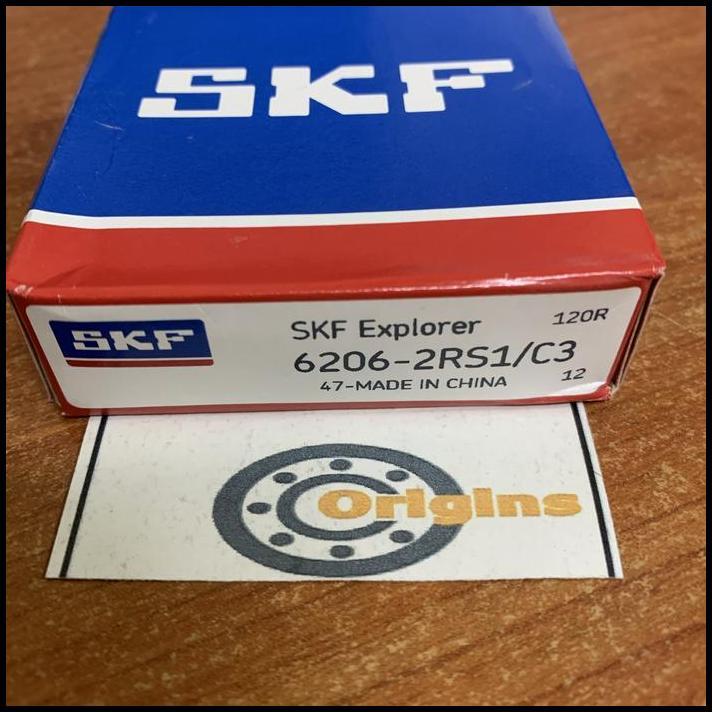 SKF
SKF
SKF Explorer
120R
6206-2RS1/C3
47-MADE IN CHINA
12
Origins